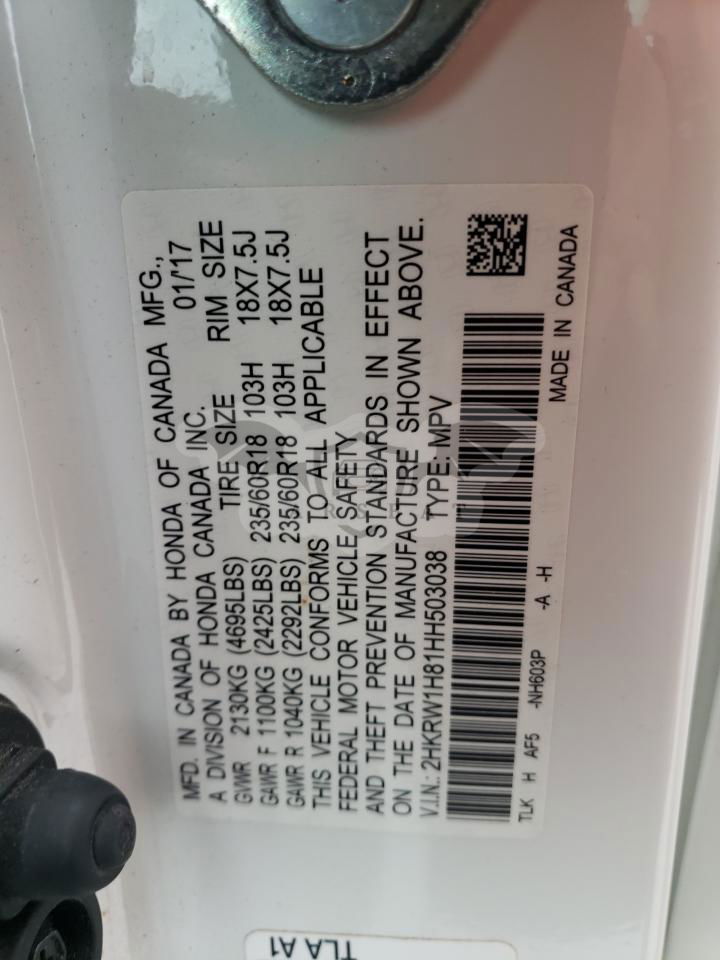 MFD. IN CANADA BY HONDA OF CANADA MFG.,
A DIVISION OF HONDA CANADA INC. 01/'17
GVWR 2130KG (4695LBS) TIRE SIZE RIM SIZE
GAWR F 1100KG (2425LBS) 235/60R18 103H 18X7.5J
GAWR R 1040KG (2292LBS) 235/60R18 103H 18X7.5J
THIS VEHICLE CONFORMS TO ALL APPLICABLE
FEDERAL MOTOR VEHICLE SAFETY
AND THEFT PREVENTION STANDARDS IN EFFECT
ON THE DATE OF MANUFACTURE SHOWN ABOVE.
V.I.N.: 2HKRW1H81HH503038 TYPE: MPV
TLK H AF5 -NH603P -A -H
MADE IN CANADA
TLA A1